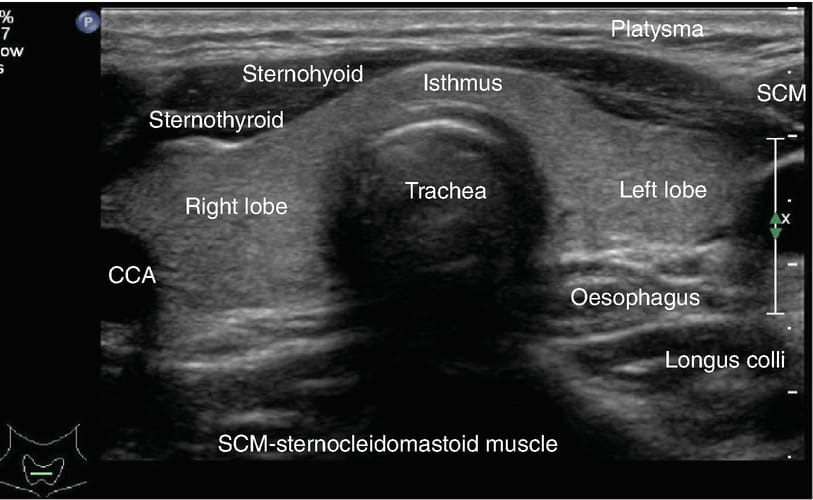 %
7
ow
s
P
Platysma
Sternohyoid
Isthmus
SCM
Sternothyroid
Left lobe
Trachea
Right lobe
x
CCA
Oesophagus
Longus colli
SCM-sternocleidomastoid muscle